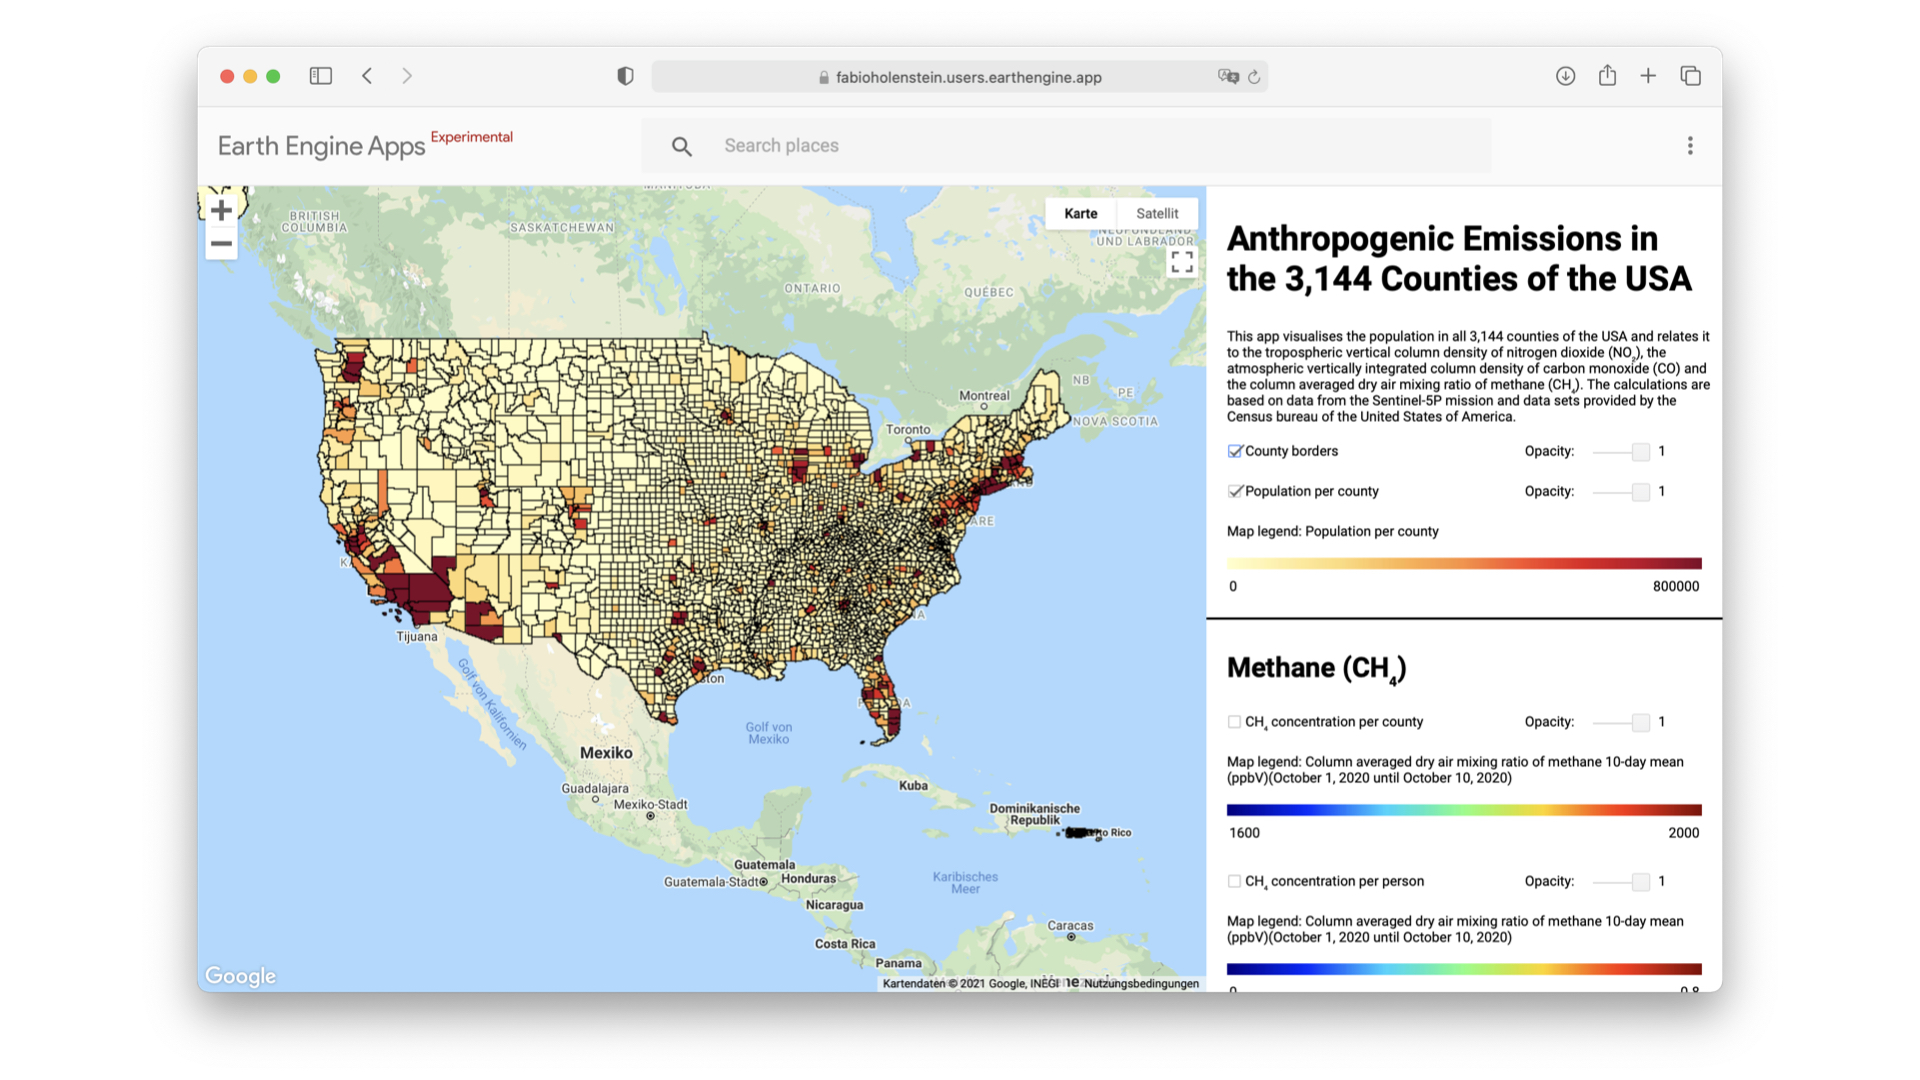 fabioholenstein.users.earthengine.app
Earth Engine Apps Experimental
Search places
BRITISH
COLUMBIA
SASKATCHEWAN
ONTARIO
QUÉBEC
Karte
Satellit
UND LABRADOR
NB
PE
NOVA SCOTIA
Montreal
Toronto
Tijuana
Golf von Kalifornien
Golf von
Mexiko
Mexiko
Guadalajara
Mexiko-Stadt
Kuba
Dominikanische
Republik
Rico
Guatemala
Guatemala-Stadt
Honduras
Nicaragua
Karibisches
Meer
Costa Rica
Caracas
Panama
Google
Kartendaten © 2021 Google, INEGI
Nutzungsbedingungen
Anthropogenic Emissions in
the 3,144 Counties of the USA
This app visualises the population in all 3,144 counties of the USA and relates it
to the tropospheric vertical column density of nitrogen dioxide (NO2), the
atmospheric vertically integrated column density of carbon monoxide (CO) and
the column averaged dry air mixing ratio of methane (CH4). The calculations are
based on data from the Sentinel-5P mission and data sets provided by the
Census bureau of the United States of America.
County borders Opacity: 1
Population per county Opacity: 1
Map legend: Population per county
0 800000
Methane (CH4)
CH4 concentration per county Opacity: 1
Map legend: Column averaged dry air mixing ratio of methane 10-day mean
(ppbV)(October 1, 2020 until October 10, 2020)
1600 2000
CH4 concentration per person Opacity: 1
Map legend: Column averaged dry air mixing ratio of methane 10-day mean
(ppbV)(October 1, 2020 until October 10, 2020)
0 0.8